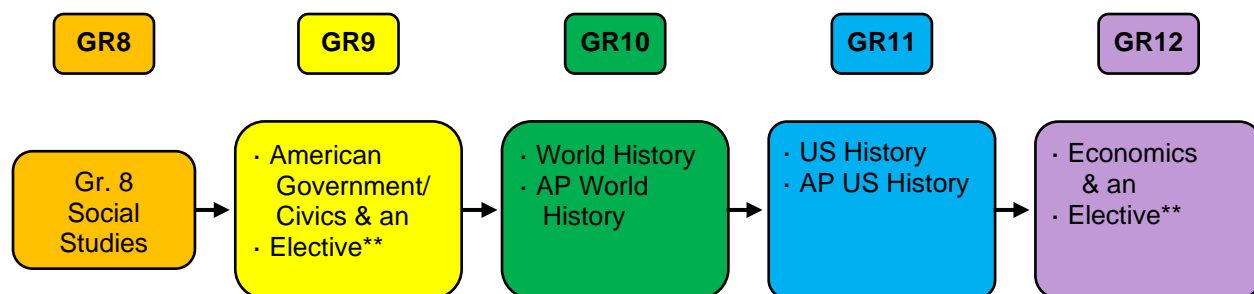 GR8
GR9
GR10
GR11
GR12
Gr. 8
Social
Studies
· American
Government/
Civics & an
· Elective**
· World History
· AP World
History
· US History
· AP US History
· Economics
& an
· Elective**